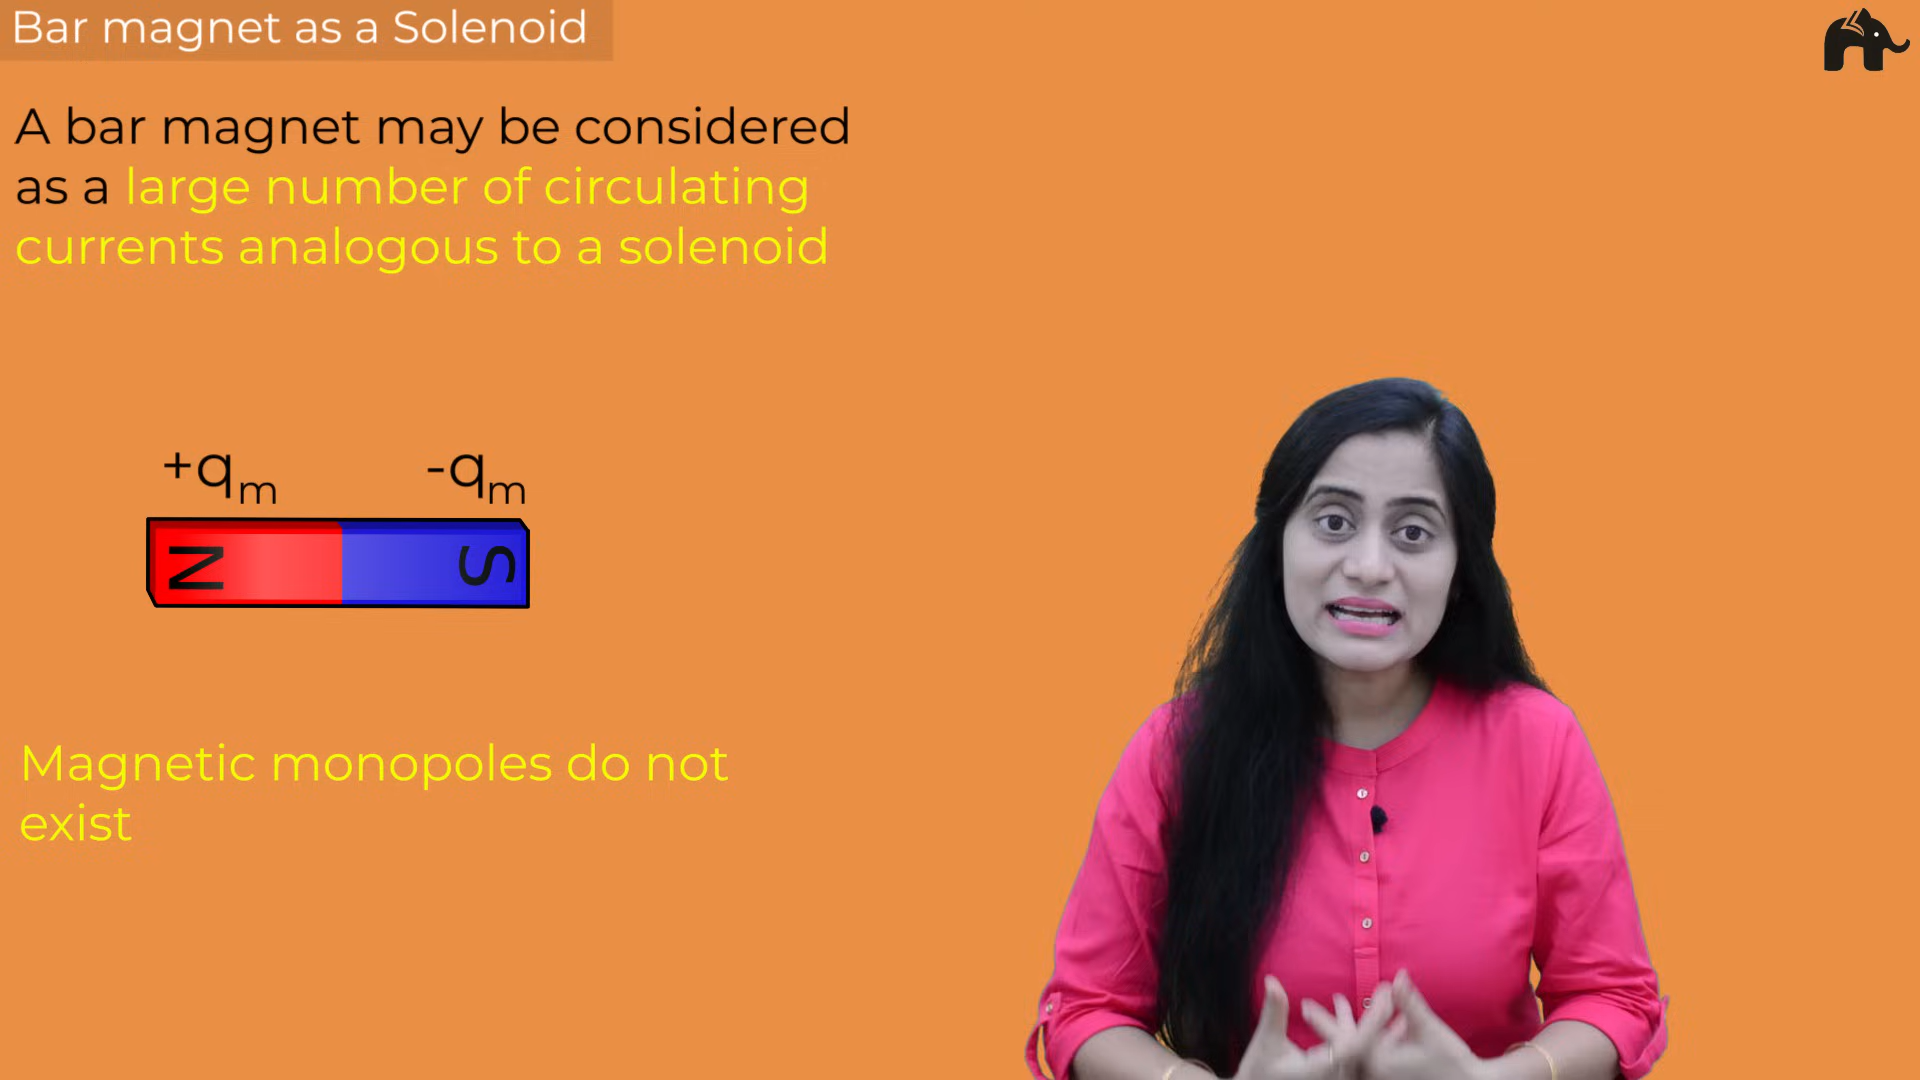 Bar magnet as a Solenoid
A bar magnet may be considered
as a large number of circulating
currents analogous to a solenoid
+qm
-qm
N
S
Magnetic monopoles do not
exist